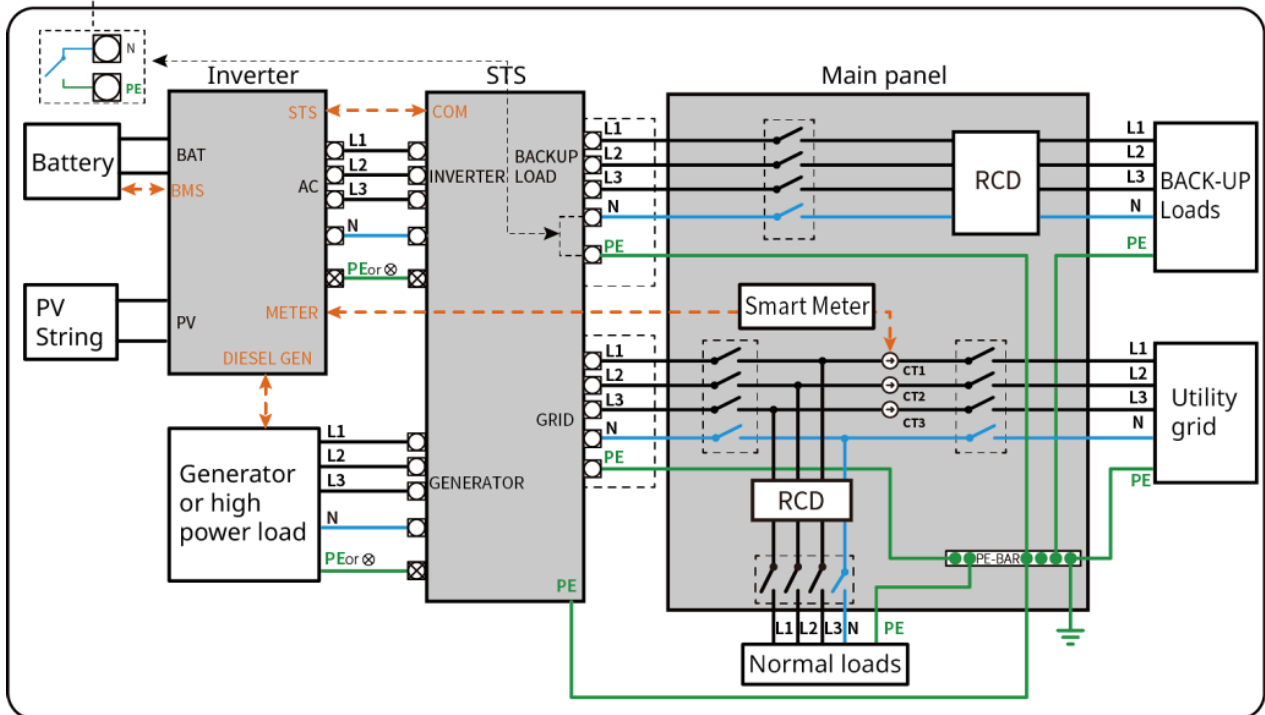 N
PE
Inverter
STS
Main panel
STS
COM
Battery
BAT
BMS
AC
L1
L2
L3
N
PE or ⊗
INVERTER
BACKUP
LOAD
L1
L2
L3
N
PE
RCD
L1
L2
L3
N
PE
BACK-UP
Loads
PV
String
PV
METER
DIESEL GEN
Smart Meter
L1
L2
L3
N
PE
GRID
CT1
CT2
CT3
L1
L2
L3
N
PE
Utility
grid
Generator
or high
power load
L1
L2
L3
N
PE or ⊗
GENERATOR
RCD
PE-BAR
PE
L1 L2 L3 N PE
Normal loads